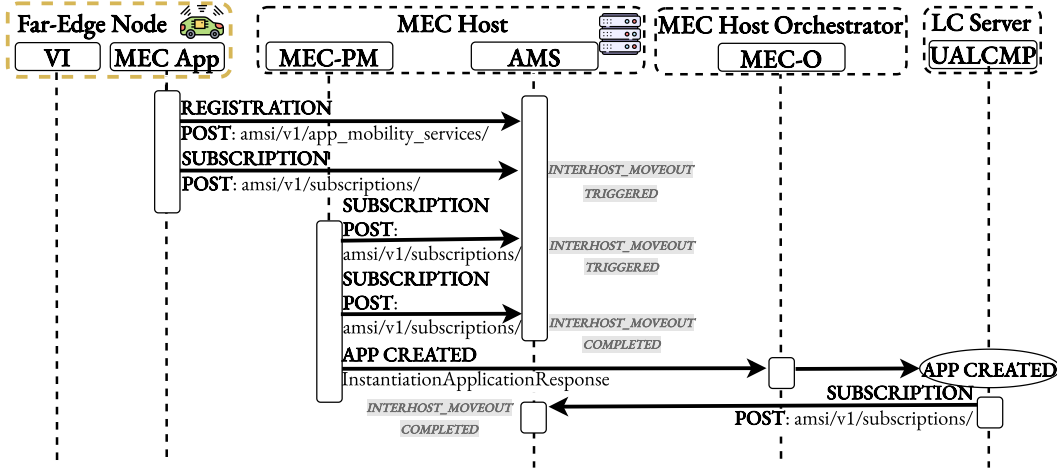 Far-Edge Node
MEC Host
MEC Host Orchestrator
LC Server
VI
MEC App
MEC-PM
AMS
MEC-O
UALCMP
REGISTRATION
POST: amsi/v1/app_mobility_services/
SUBSCRIPTION
POST: amsi/v1/subscriptions/
INTERHOST_MOVEOUT
TRIGGERED
SUBSCRIPTION
POST:
amsi/v1/subscriptions/
INTERHOST_MOVEOUT
TRIGGERED
SUBSCRIPTION
POST:
amsi/v1/subscriptions/
INTERHOST_MOVEOUT
COMPLETED
APP CREATED
InstantiationApplicationResponse
APP CREATED
SUBSCRIPTION
POST: amsi/v1/subscriptions/
INTERHOST_MOVEOUT
COMPLETED